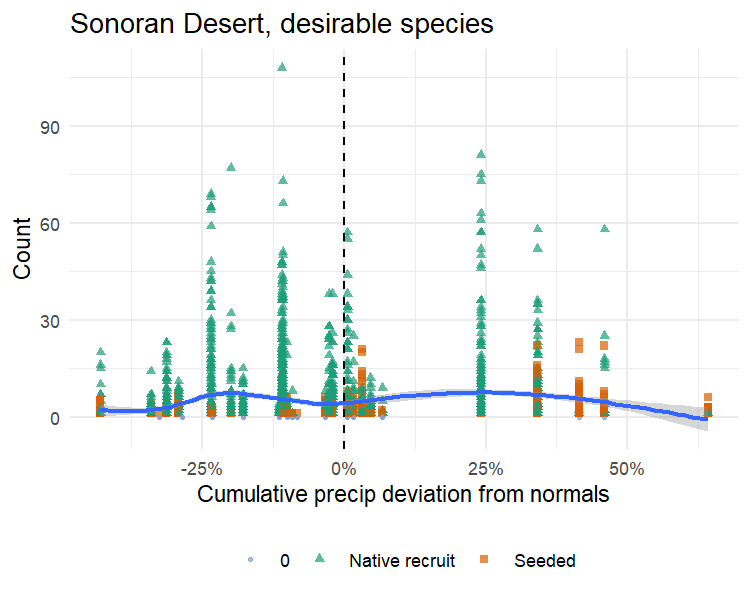 Sonoran Desert, desirable species
Count
90
60
30
0
-25% 0% 25% 50%
Cumulative precip deviation from normals
0 Native recruit Seeded